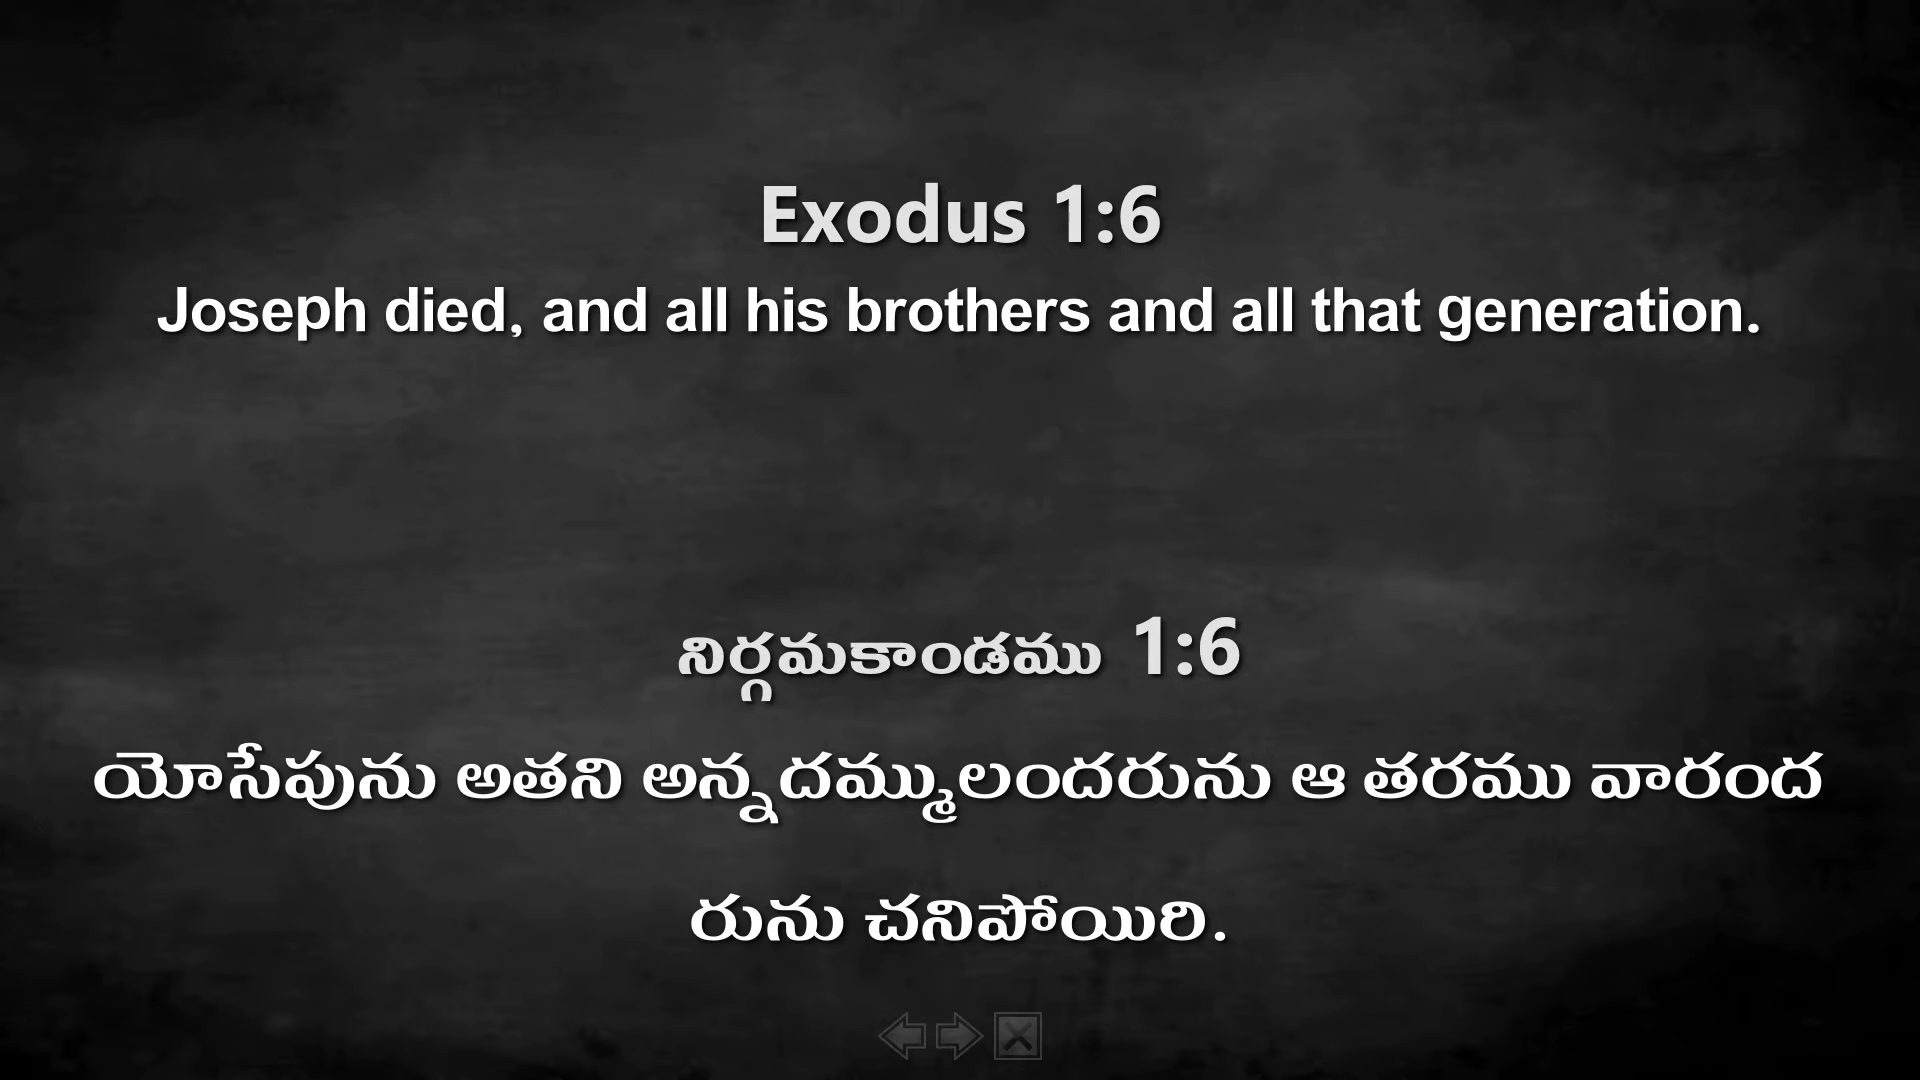 Exodus 1:6
Joseph died, and all his brothers and all that generation.
నిర్గమకాండము 1:6
యోసేపును అతని అన్నదమ్ములందరును ఆ తరము వారంద
రును చనిపోయిరి.